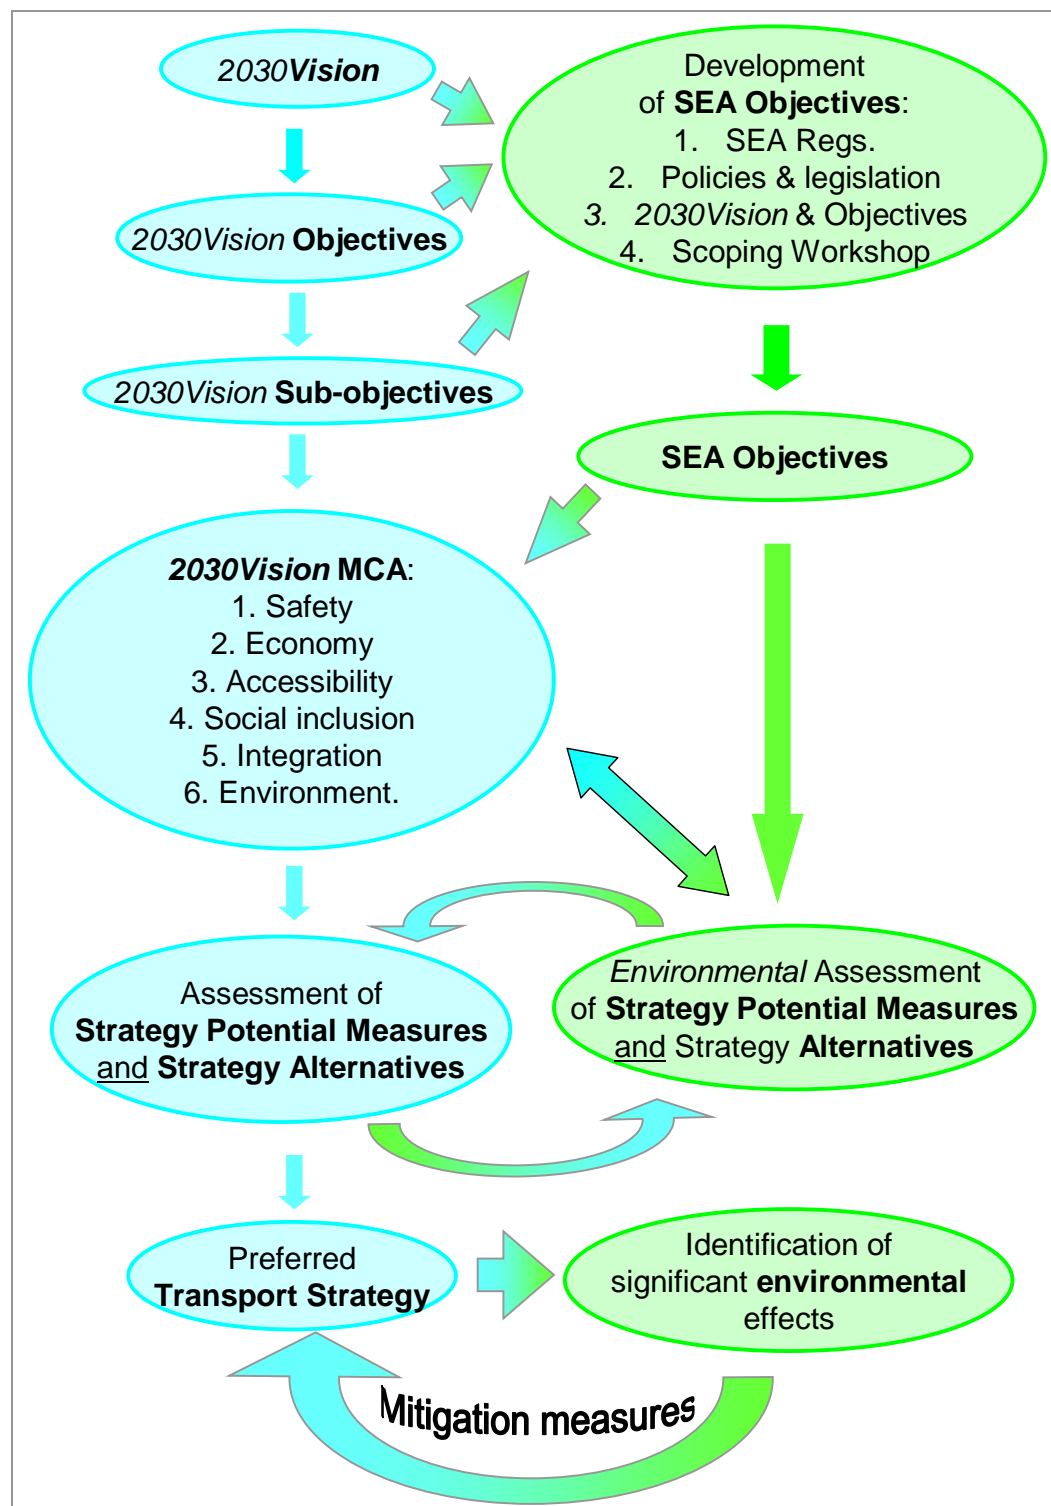 2030Vision
Development
of SEA Objectives:
1. SEA Regs.
2. Policies & legislation
3. 2030Vision & Objectives
4. Scoping Workshop
2030Vision Objectives
2030Vision Sub-objectives
SEA Objectives
2030Vision MCA:
1. Safety
2. Economy
3. Accessibility
4. Social inclusion
5. Integration
6. Environment.
Assessment of
Strategy Potential Measures
and Strategy Alternatives
Environmental Assessment
of Strategy Potential Measures
and Strategy Alternatives
Preferred
Transport Strategy
Identification of
significant environmental
effects
Mitigation measures